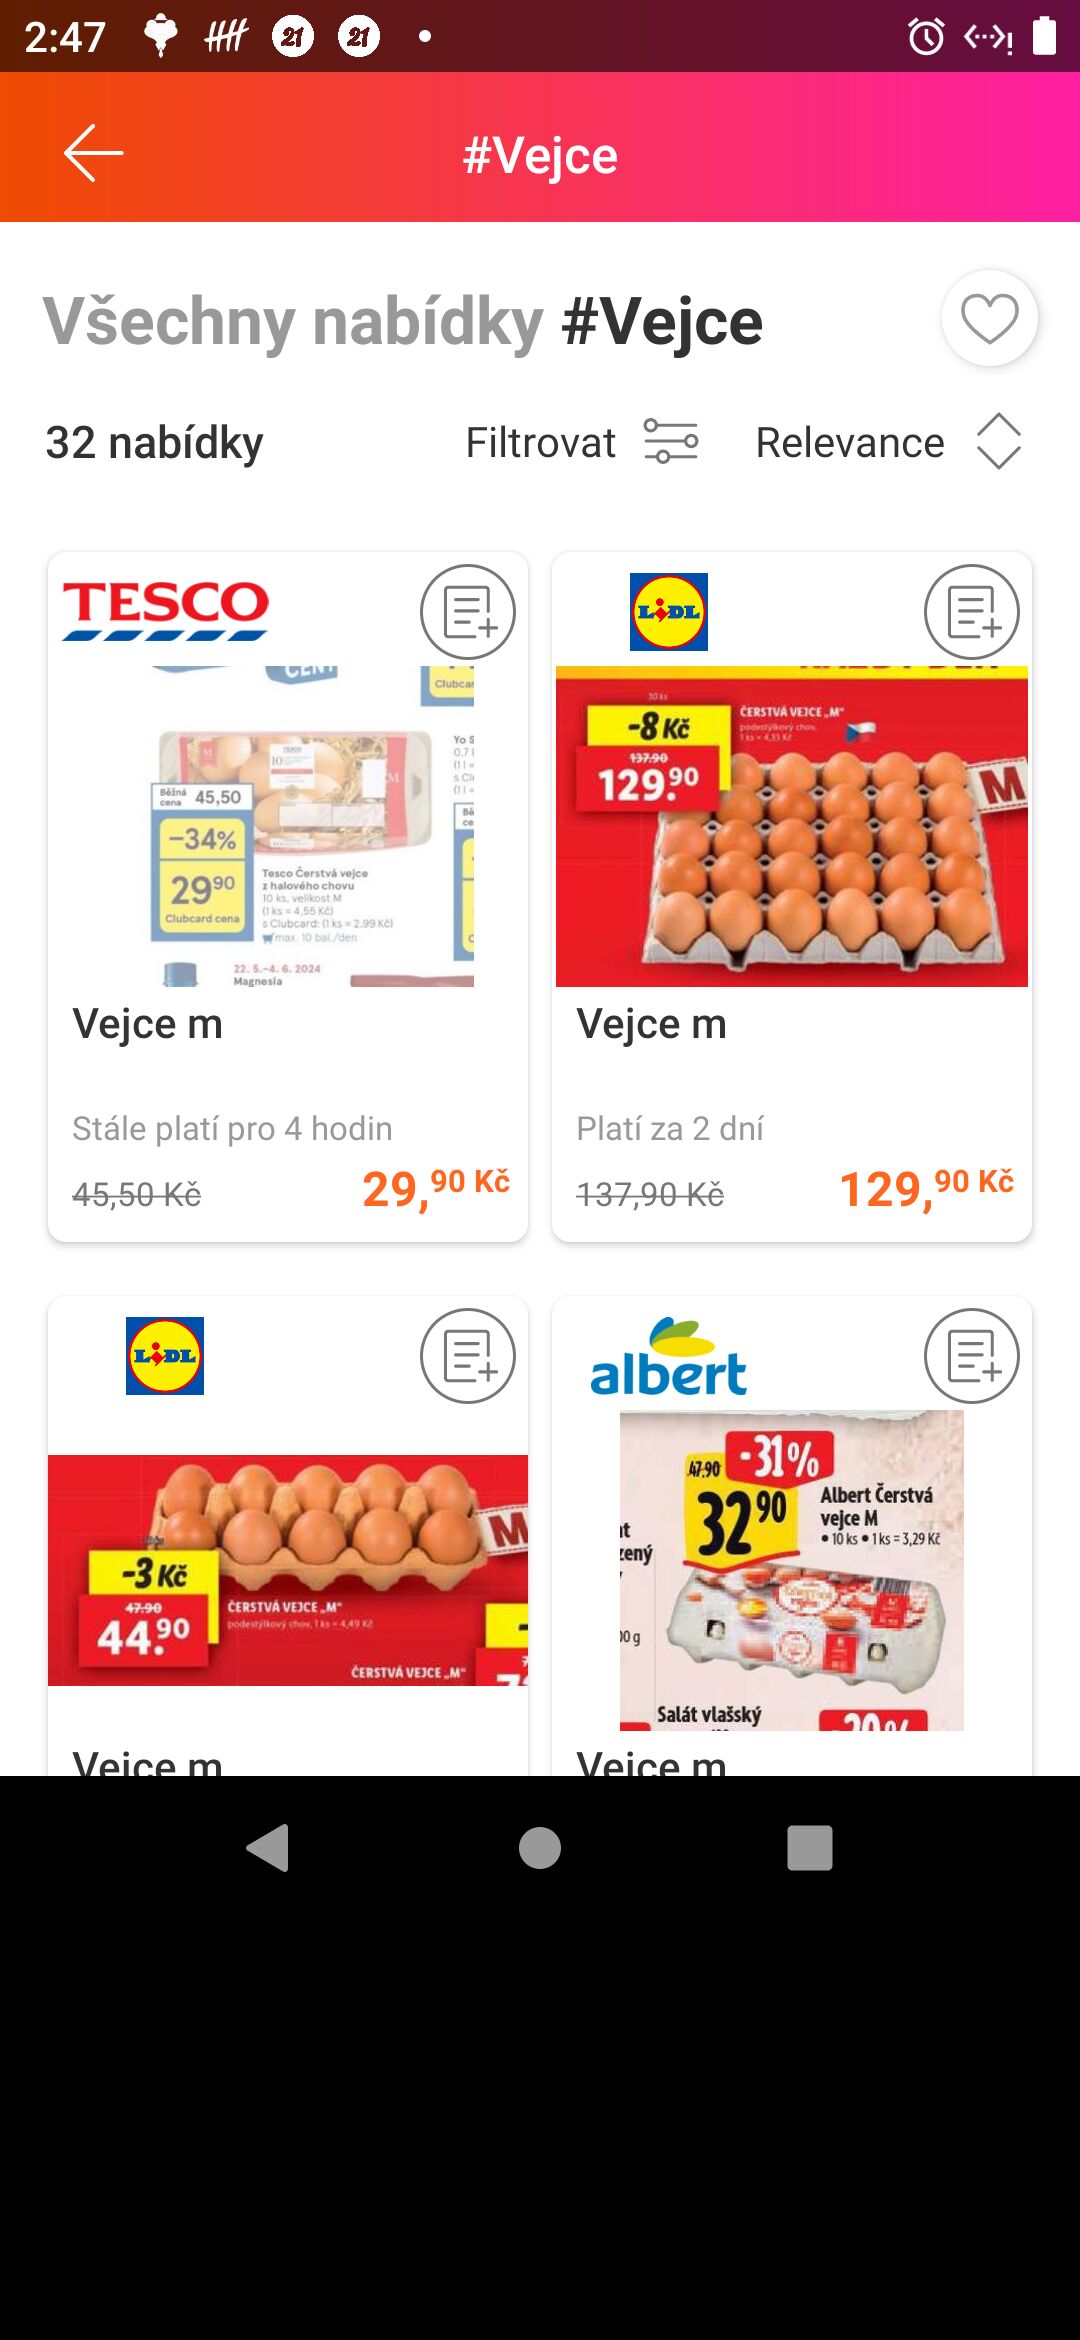 2:47
#Vejce
Všechny nabídky #Vejce
32 nabídky
Filtrovat
Relevance
TESCO
LIDL
Clubcar
Yo S
0,7 l
Běžná cena 45,50
-34%
29 90
Clubcard cena
Tesco Čerstvá vejce
z halového chovu
10 ks, velikost M
(1 ks = 4,55 Kč)
s Clubcard: (1 ks = 2,99 Kč)
max. 10 bal./den
22. 5.–4. 6. 2024
Magnesia
30 ks
-8 Kč
137.90
129.90
ČERSTVÁ VEJCE „M“
podestýlkový chov,
1 ks = 4,33 Kč
M
Vejce m
Stále platí pro 4 hodin
45,50 Kč
29,90 Kč
Vejce m
Platí za 2 dní
137,90 Kč
129,90 Kč
LIDL
albert
M
-3 Kč
47.90
44.90
ČERSTVÁ VEJCE „M“
podestýlkový chov, 1 ks = 4,49 Kč
ČERSTVÁ VEJCE „M“
47.90
-31%
32 90
Albert Čerstvá
vejce M
• 10 ks • 1 ks = 3,29 Kč
Salát vlašský
-20%
Vejce m
Vejce m